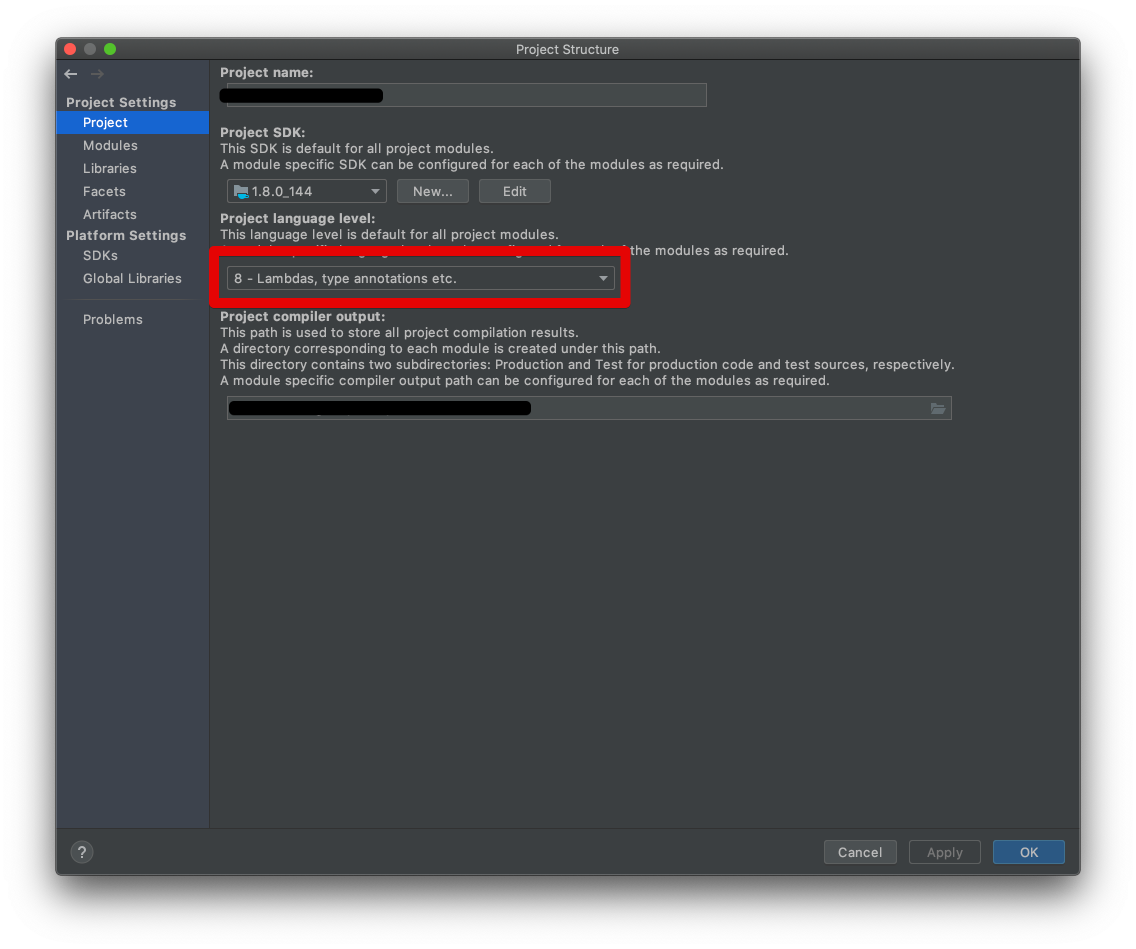 Project Structure
Project name:
Project Settings
Project
Modules
Libraries
Facets
Artifacts
Platform Settings
SDKs
Global Libraries
Problems
Project SDK:
This SDK is default for all project modules.
A module specific SDK can be configured for each of the modules as required.
1.8.0_144
New...
Edit
Project language level:
This language level is default for all project modules.
the modules as required.
8 - Lambdas, type annotations etc.
Project compiler output:
This path is used to store all project compilation results.
A directory corresponding to each module is created under this path.
This directory contains two subdirectories: Production and Test for production code and test sources, respectively.
A module specific compiler output path can be configured for each of the modules as required.
?
Cancel
Apply
OK